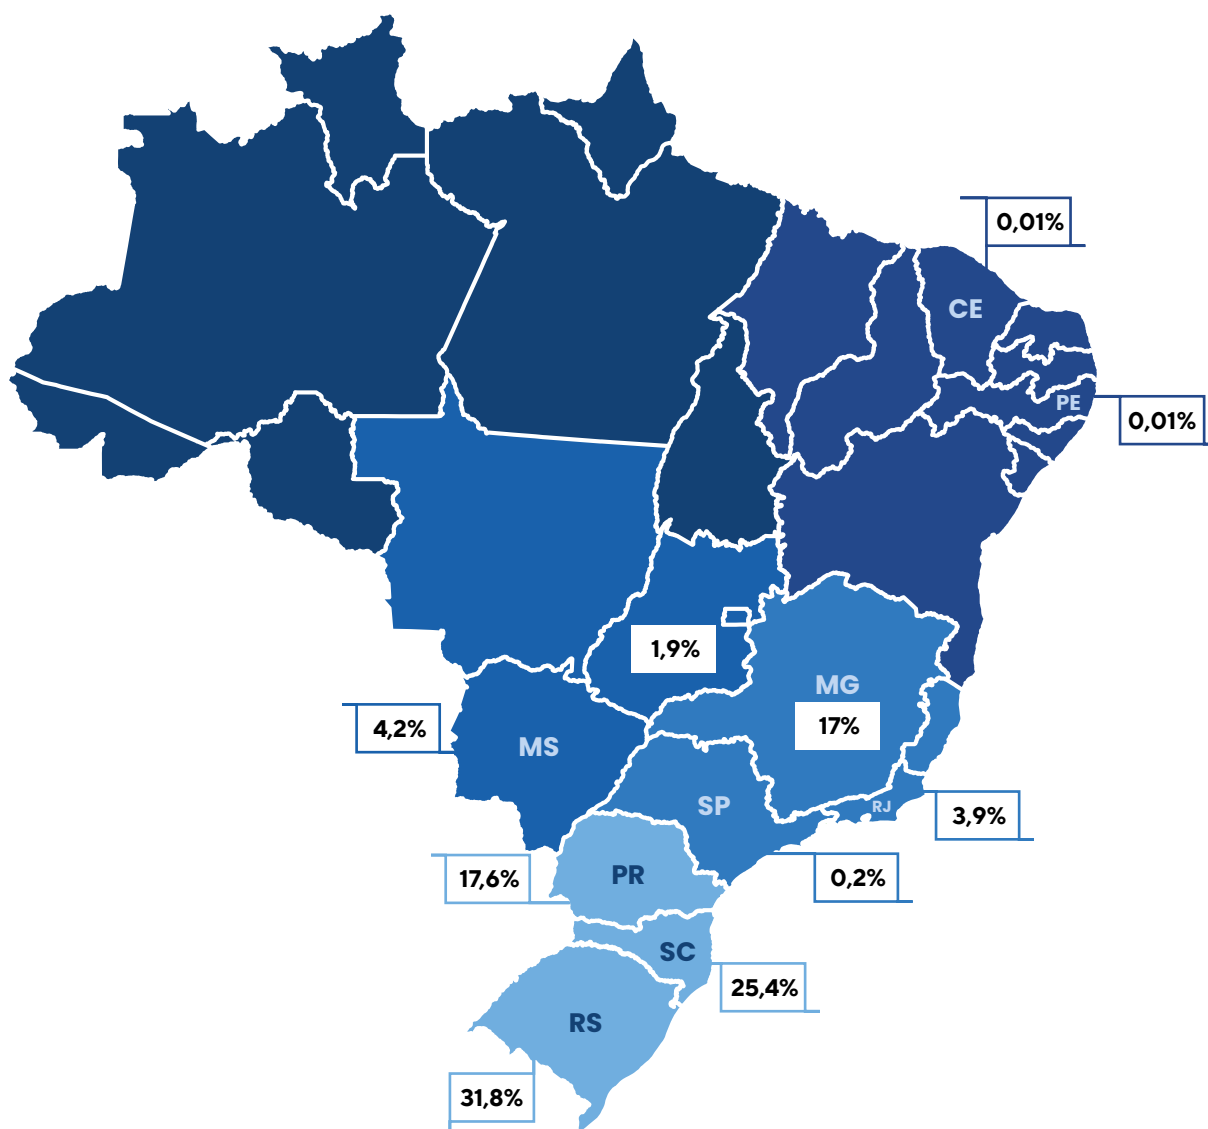 0,01%
CE
PE
0,01%
1,9%
MG
17%
4,2%
MS
SP
RJ
3,9%
17,6%
PR
0,2%
SC
25,4%
RS
31,8%